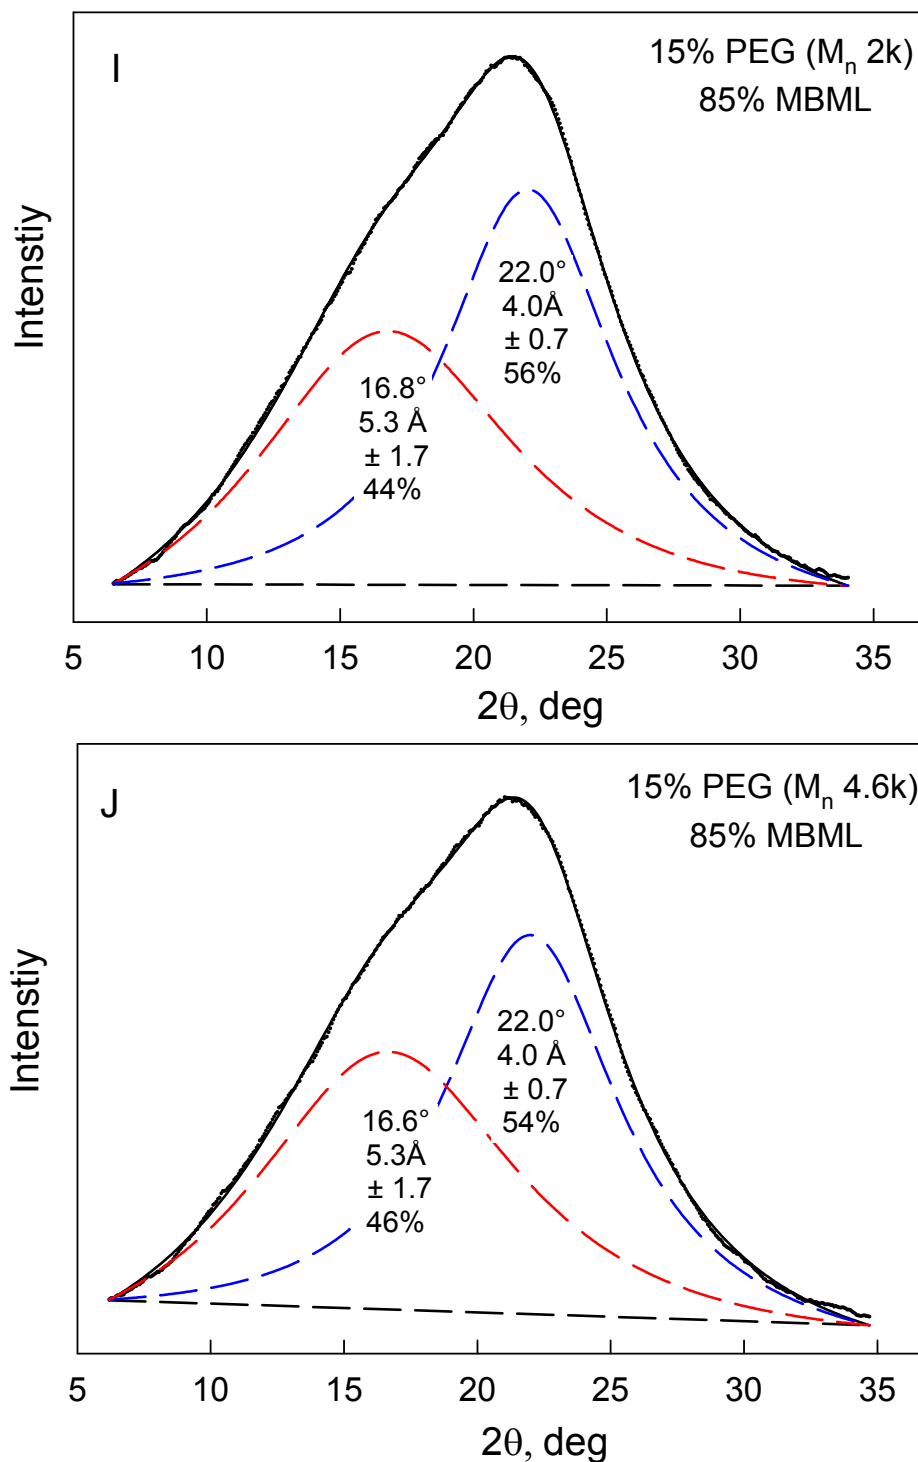 I
15% PEG (Mn 2k)
85% MBML
Intenstiy
22.0°
4.0Å
± 0.7
56%
16.8°
5.3 Å
± 1.7
44%
5 10 15 20 25 30 35
2θ, deg
J
15% PEG (Mn 4.6k)
85% MBML
Intenstiy
22.0°
4.0 Å
± 0.7
54%
16.6°
5.3Å
± 1.7
46%
5 10 15 20 25 30 35
2θ, deg